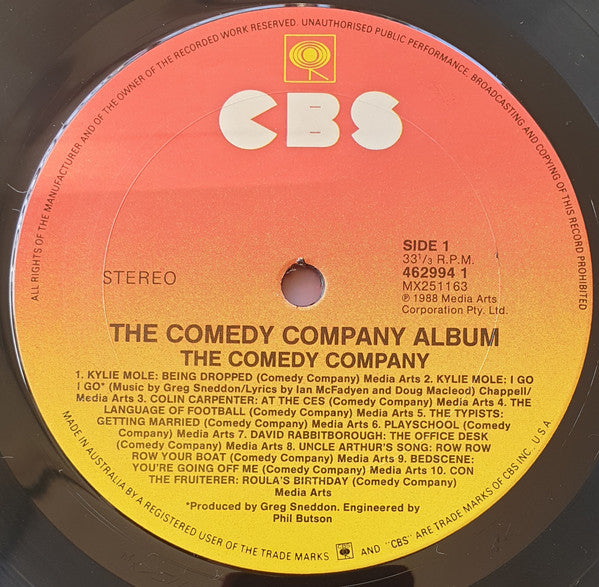 ALL RIGHTS OF THE MANUFACTURER AND OF THE OWNER OF THE RECORDED WORK RESERVED. UNAUTHORISED PUBLIC PERFORMANCE, BROADCASTING AND COPYING OF THIS RECORD PROHIBITED
CBS
STEREO
SIDE 1
33 1/3 R.P.M.
462994 1
MX251163
℗ 1988 Media Arts
Corporation Pty. Ltd.
THE COMEDY COMPANY ALBUM
THE COMEDY COMPANY
1. KYLIE MOLE: BEING DROPPED (Comedy Company) Media Arts 2. KYLIE MOLE: I GO
I GO* (Music by Greg Sneddon/Lyrics by Ian McFadyen and Doug Macleod) Chappell/
Media Arts 3. COLIN CARPENTER: AT THE CES (Comedy Company) Media Arts 4. THE
LANGUAGE OF FOOTBALL (Comedy Company) Media Arts 5. THE TYPISTS:
GETTING MARRIED (Comedy Company) Media Arts 6. PLAYSCHOOL (Comedy
Company) Media Arts 7. DAVID RABBITBOROUGH: THE OFFICE DESK
(Comedy Company) Media Arts 8. UNCLE ARTHUR'S SONG: ROW ROW
ROW YOUR BOAT (Comedy Company) Media Arts 9. BEDSCENE:
YOU'RE GOING OFF ME (Comedy Company) Media Arts 10. CON
THE FRUITERER: ROULA'S BIRTHDAY (Comedy Company)
Media Arts
*Produced by Greg Sneddon. Engineered by
Phil Butson
MADE IN AUSTRALIA BY A REGISTERED USER OF THE TRADE MARKS AND "CBS" ARE TRADE MARKS OF CBS INC. U S A